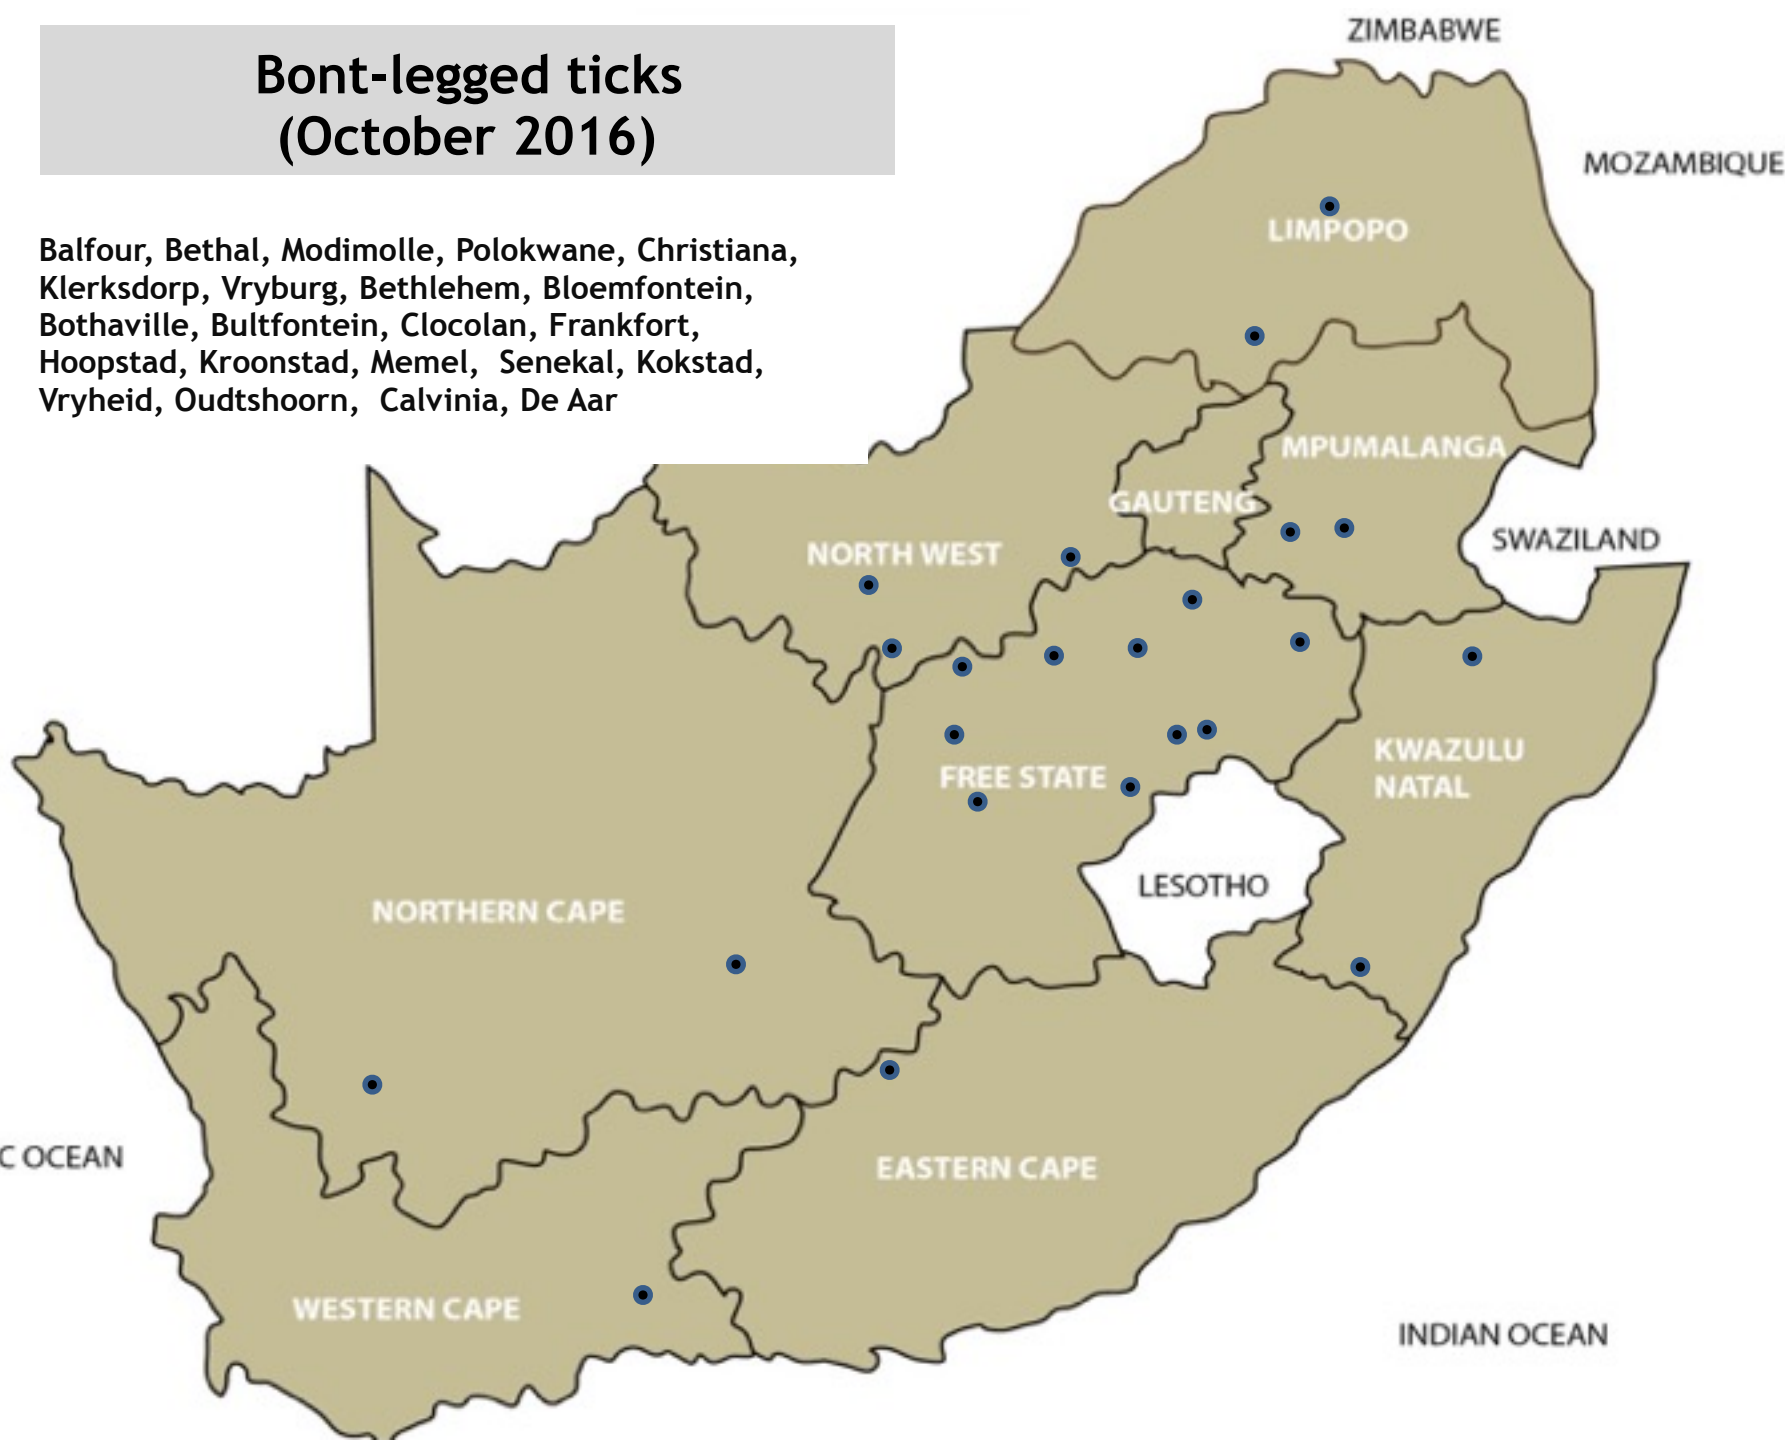 Bont-legged ticks
(October 2016)
Balfour, Bethal, Modimolle, Polokwane, Christiana,
Klerksdorp, Vryburg, Bethlehem, Bloemfontein,
Bothaville, Bultfontein, Clocolan, Frankfort,
Hoopstad, Kroonstad, Memel, Senekal, Kokstad,
Vryheid, Oudtshoorn, Calvinia, De Aar
ZIMBABWE
MOZAMBIQUE
LIMPOPO
MPUMALANGA
GAUTENG
SWAZILAND
NORTH WEST
KWAZULU
NATAL
FREE STATE
LESOTHO
NORTHERN CAPE
C OCEAN
EASTERN CAPE
WESTERN CAPE
INDIAN OCEAN